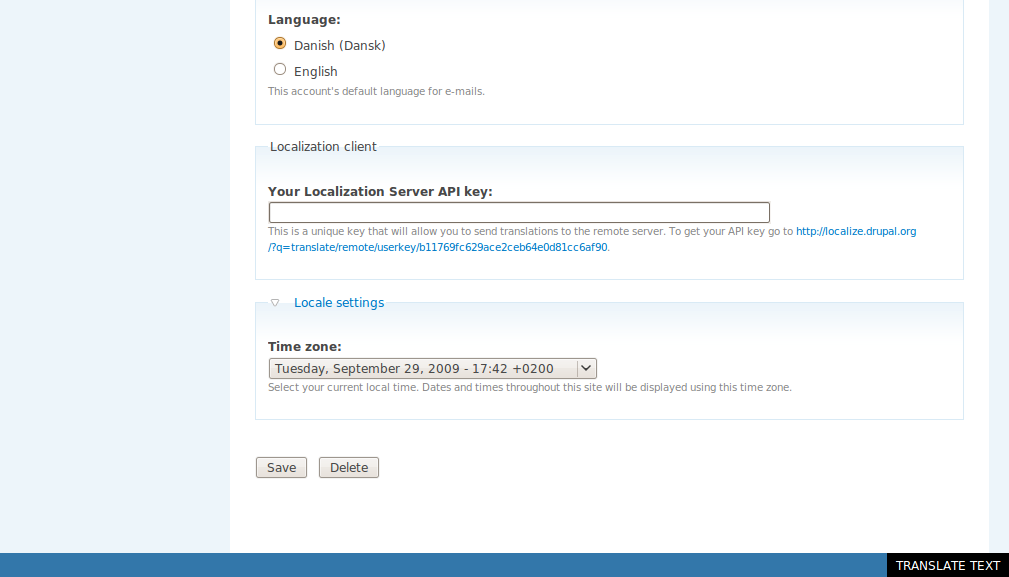 Language:
Danish (Dansk)
English
This account's default language for e-mails.
Localization client
Your Localization Server API key:
This is a unique key that will allow you to send translations to the remote server. To get your API key go to http://localize.drupal.org
/?q=translate/remote/userkey/b11769fc629ace2ceb64e0d81cc6af90.
Locale settings
Time zone:
Tuesday, September 29, 2009 - 17:42 +0200
Select your current local time. Dates and times throughout this site will be displayed using this time zone.
Save Delete
TRANSLATE TEXT